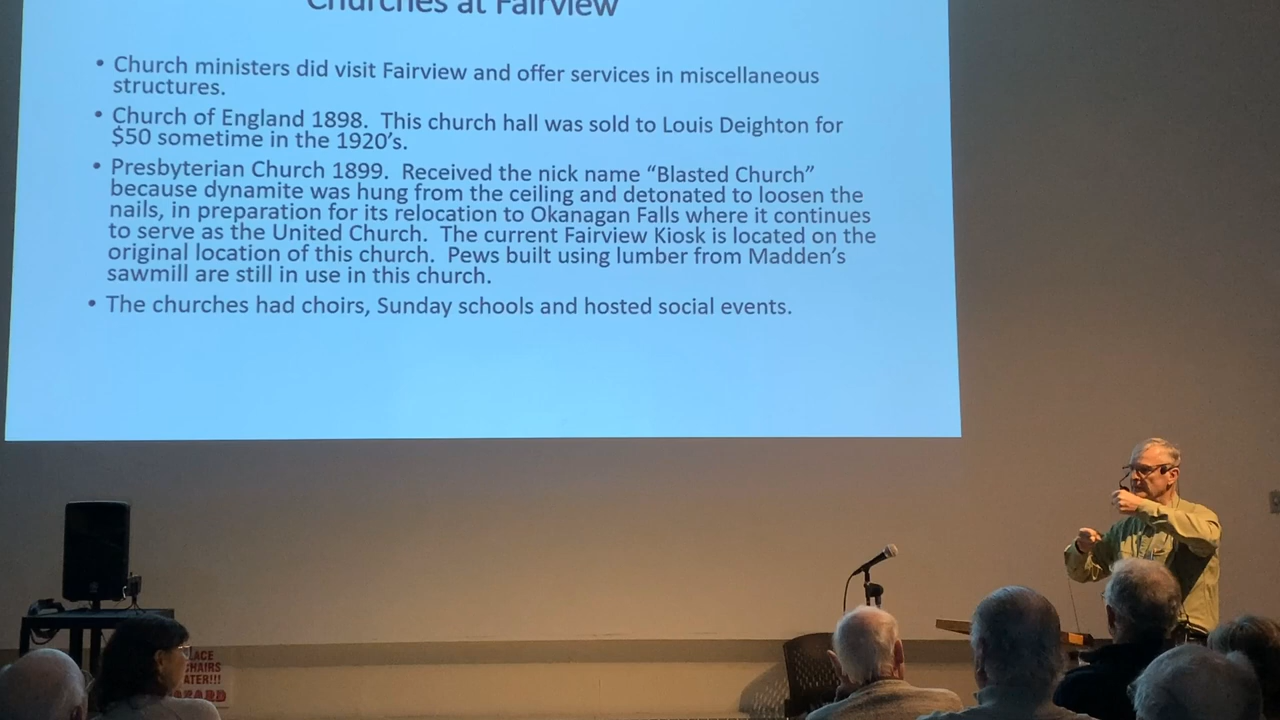 Churches at Fairview
• Church ministers did visit Fairview and offer services in miscellaneous
structures.
• Church of England 1898. This church hall was sold to Louis Deighton for
$50 sometime in the 1920's.
• Presbyterian Church 1899. Received the nick name “Blasted Church”
because dynamite was hung from the ceiling and detonated to loosen the
nails, in preparation for its relocation to Okanagan Falls where it continues
to serve as the United Church. The current Fairview Kiosk is located on the
original location of this church. Pews built using lumber from Madden's
sawmill are still in use in this church.
• The churches had choirs, Sunday schools and hosted social events.